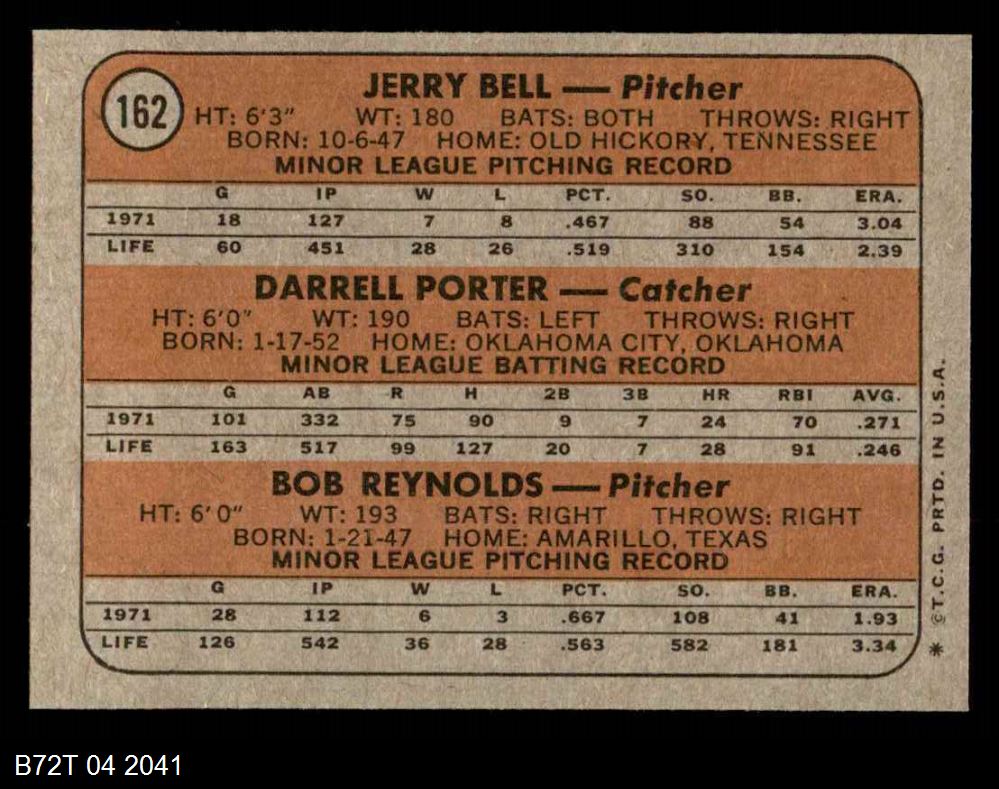 162
JERRY BELL — Pitcher
HT: 6'3" WT: 180 BATS: BOTH THROWS: RIGHT
BORN: 10-6-47 HOME: OLD HICKORY, TENNESSEE
MINOR LEAGUE PITCHING RECORD
G IP W L PCT. SO. BB. ERA.
1971 18 127 7 8 .467 88 54 3.04
LIFE 60 451 28 26 .519 310 154 2.39
DARRELL PORTER — Catcher
HT: 6'0" WT: 190 BATS: LEFT THROWS: RIGHT
BORN: 1-17-52 HOME: OKLAHOMA CITY, OKLAHOMA
MINOR LEAGUE BATTING RECORD
G AB R H 2B 3B HR RBI AVG.
1971 101 332 75 90 9 7 24 70 .271
LIFE 163 517 99 127 20 7 28 91 .246
BOB REYNOLDS — Pitcher
HT: 6'0" WT: 193 BATS: RIGHT THROWS: RIGHT
BORN: 1-21-47 HOME: AMARILLO, TEXAS
MINOR LEAGUE PITCHING RECORD
G IP W L PCT. SO. BB. ERA.
1971 28 112 6 3 .667 108 41 1.93
LIFE 126 542 36 28 .563 582 181 3.34
* ©T.C.G. PRTD. IN U.S.A.
B72T 04 2041